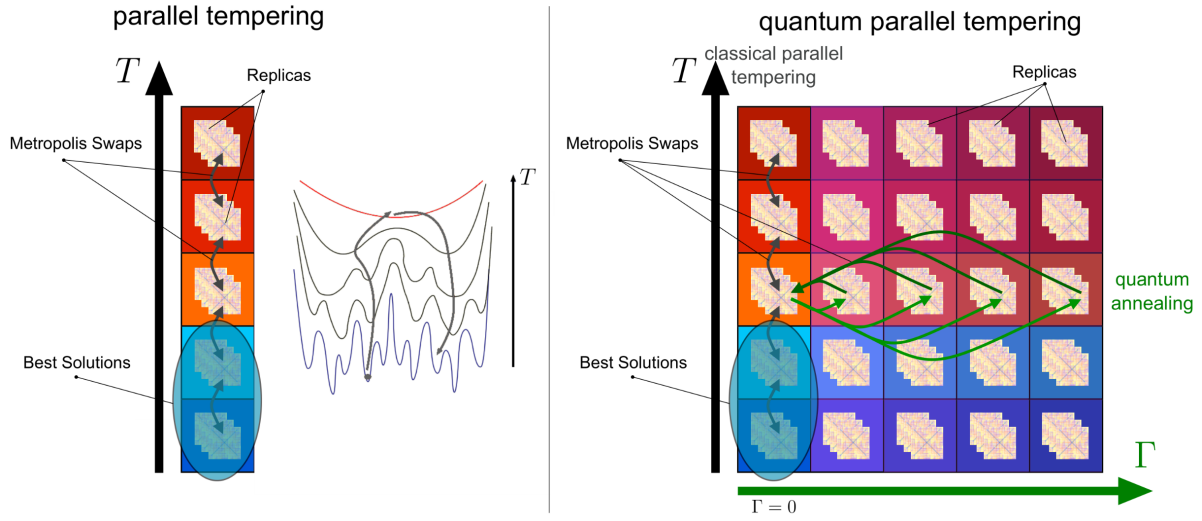 parallel tempering
T
Replicas
Metropolis Swaps
T
Best Solutions
quantum parallel tempering
T
classical parallel
tempering
Replicas
Metropolis Swaps
quantum
annealing
Best Solutions
Γ
Γ = 0